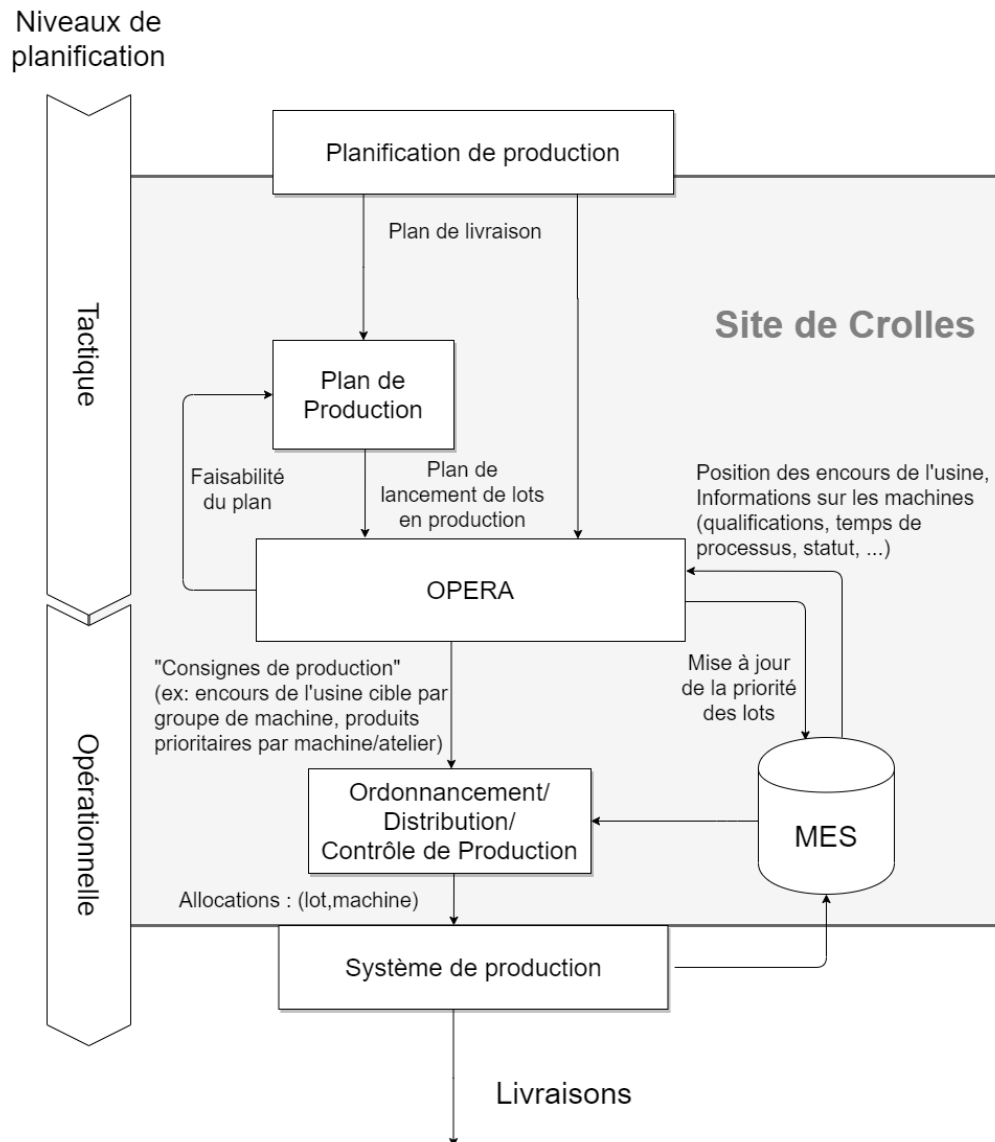 Niveaux de
planification
Planification de production
Plan de livraison
Site de Crolles
Tactique
Plan de
Production
Faisabilité
du plan
Plan de
lancement de lots
en production
Position des encours de l'usine,
Informations sur les machines
(qualifications, temps de
processus, statut, ...)
OPERA
"Consignes de production"
(ex: encours de l'usine cible par
groupe de machine, produits
prioritaires par machine/atelier)
Mise à jour
de la priorité
des lots
Opérationnelle
Ordonnancement/
Distribution/
Contrôle de Production
MES
Allocations : (lot,machine)
Système de production
Livraisons